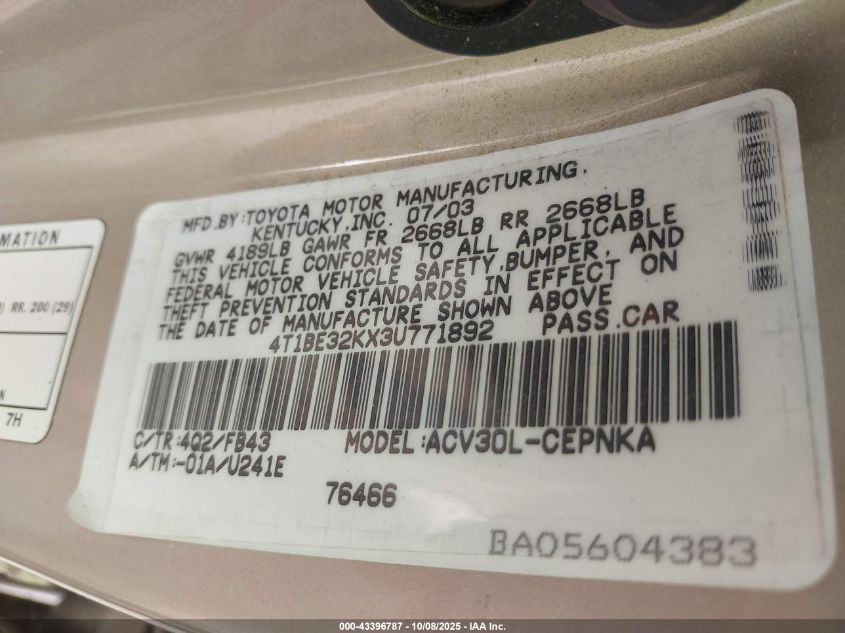 MFD.BY:TOYOTA MOTOR MANUFACTURING,
KENTUCKY,INC. 07/03
GVWR 4189LB GAWR FR 2668LB RR 2668LB
THIS VEHICLE CONFORMS TO ALL APPLICABLE
FEDERAL MOTOR VEHICLE SAFETY,BUMPER, AND
THEFT PREVENTION STANDARDS IN EFFECT ON
THE DATE OF MANUFACTURE SHOWN ABOVE
4T1BE32KX3U771892 PASS.CAR
C/TR:4Q2/FB43 MODEL:ACV30L-CEPNKA
A/TM:-01A/U241E
76466
BA05604383
MATION
RR. 200 (29)
N
7H
000-43396787 - 10/08/2025 - IAA Inc.